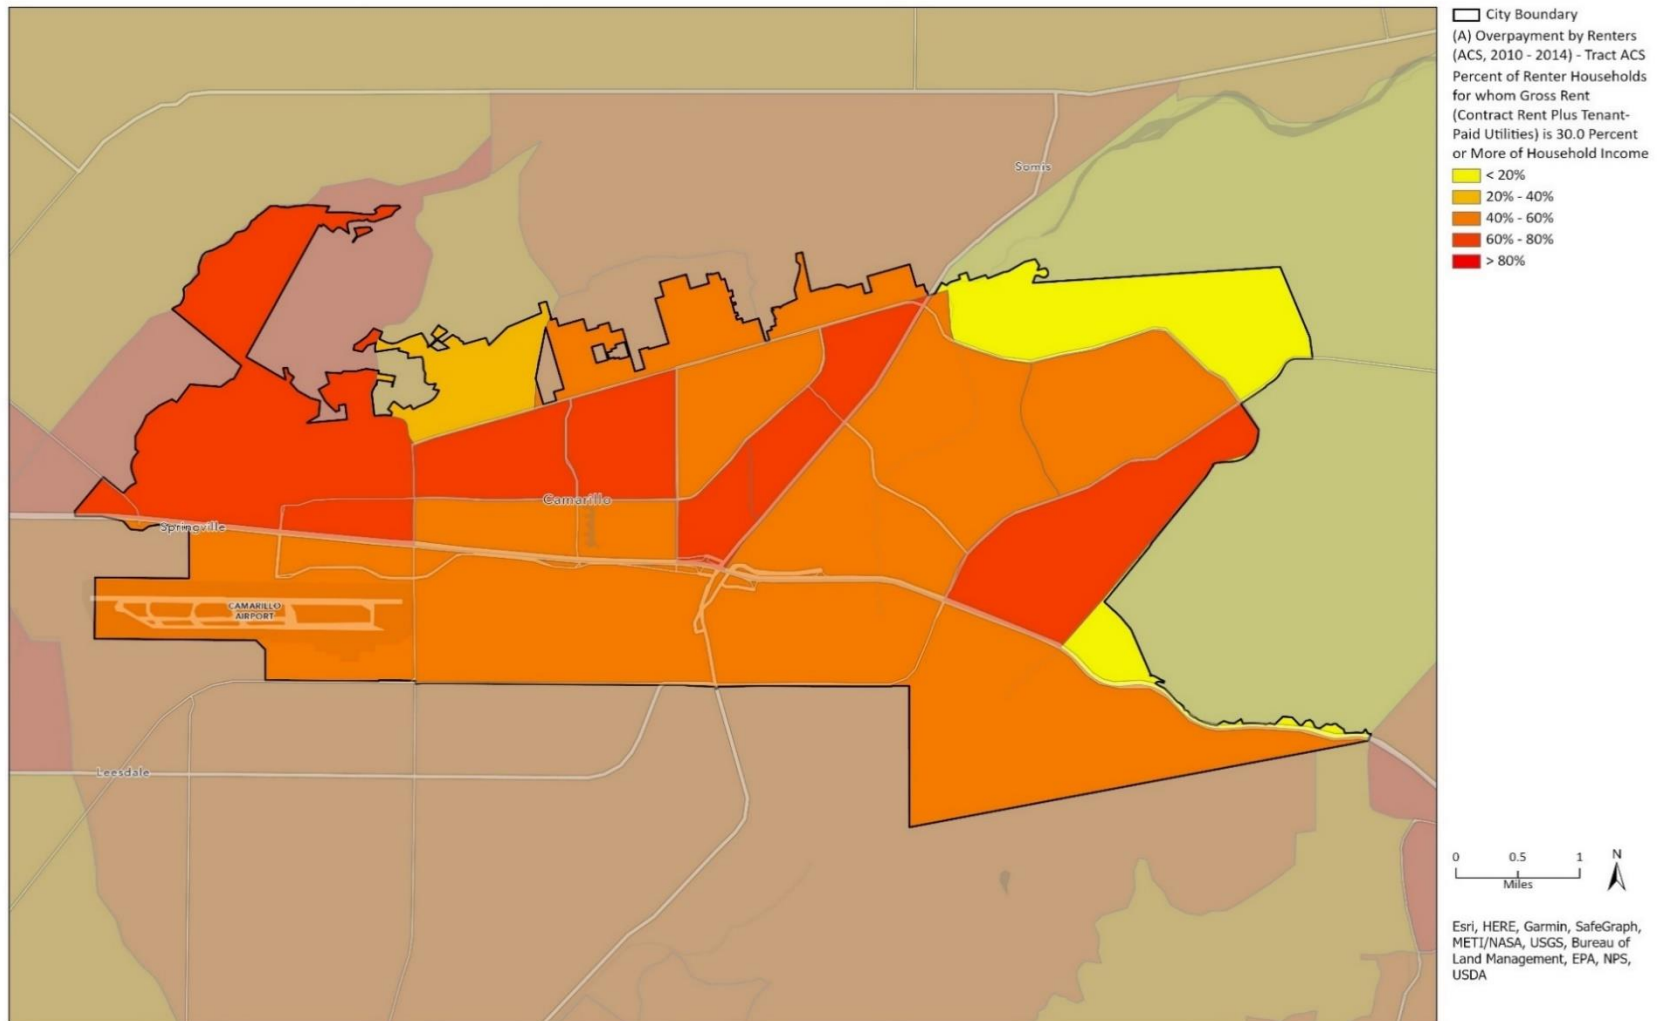 City Boundary
(A) Overpayment by Renters
(ACS, 2010 - 2014) - Tract ACS
Percent of Renter Households
for whom Gross Rent
(Contract Rent Plus Tenant-
Paid Utilities) is 30.0 Percent
or More of Household Income
< 20%
20% - 40%
40% - 60%
60% - 80%
> 80%
Somis
Camarillo
Springville
CAMARILLO
AIRPORT
Leesdale
0 0.5 1
Miles
N
Esri, HERE, Garmin, SafeGraph,
METI/NASA, USGS, Bureau of
Land Management, EPA, NPS,
USDA